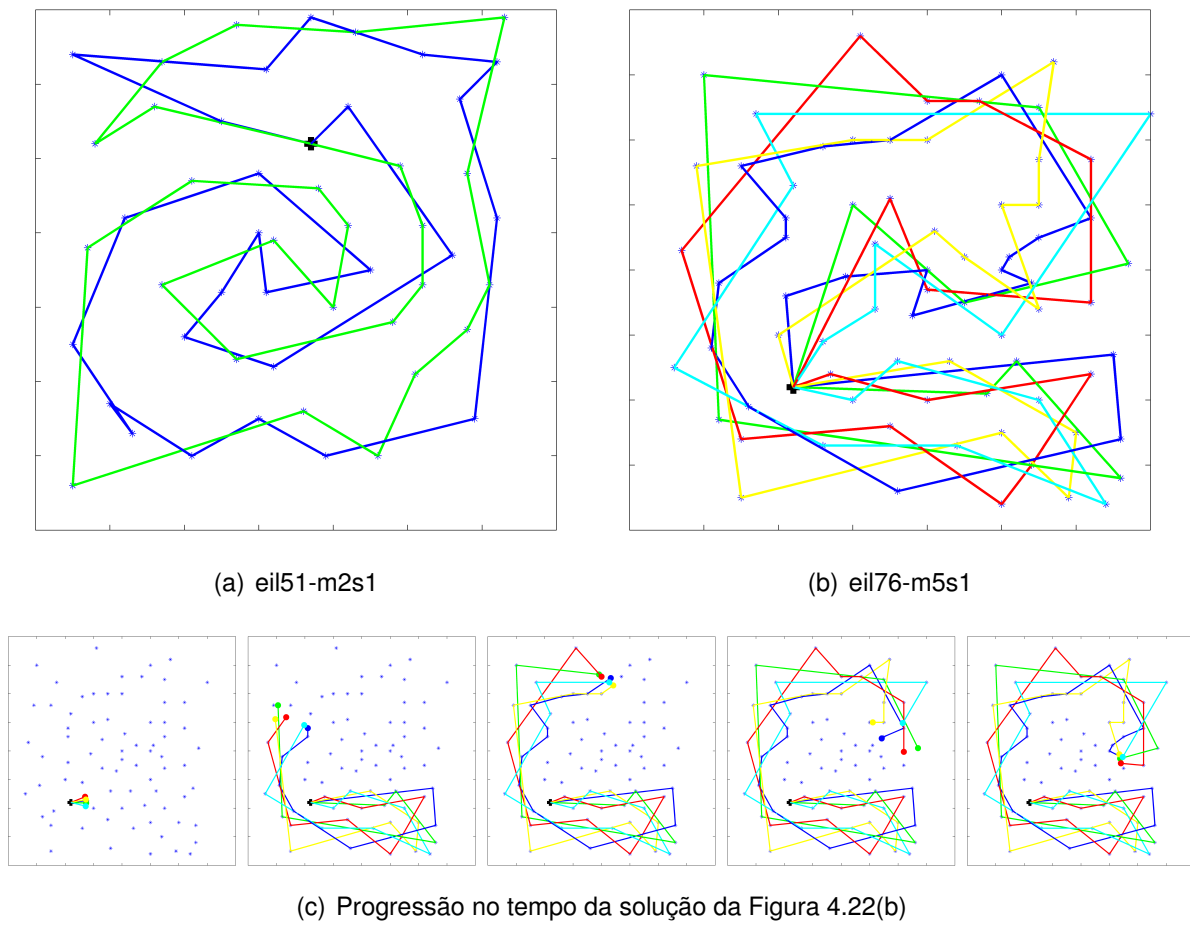 (a) eil51-m2s1
(b) eil76-m5s1
(c) Progressão no tempo da solução da Figura 4.22(b)